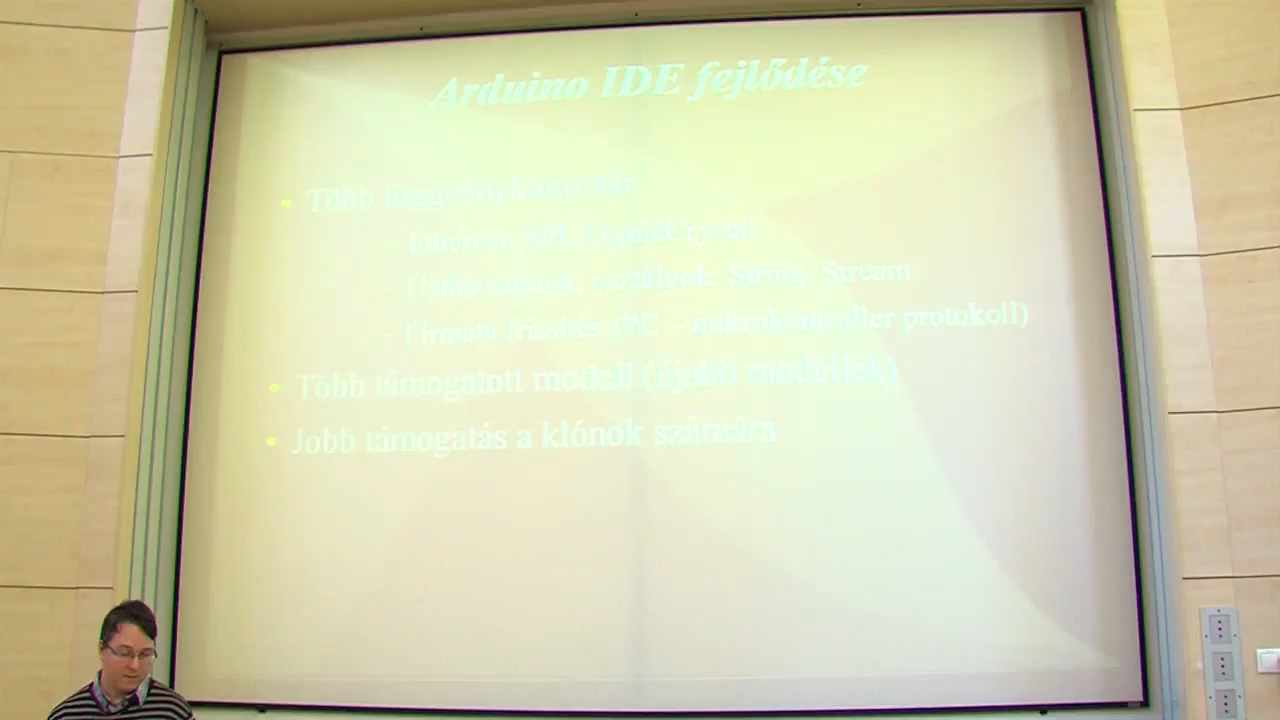 Arduino IDE fejlődése
Több függvénykönyvtár
Ethernet, SPI, LiquidCrystal
- Újabb típusok, osztályok: String, Stream
- Firmata frissítés (PC – mikrokontroller protokoll)
Több támogatott modell (újabb modellek)
Jobb támogatás a klónok számára